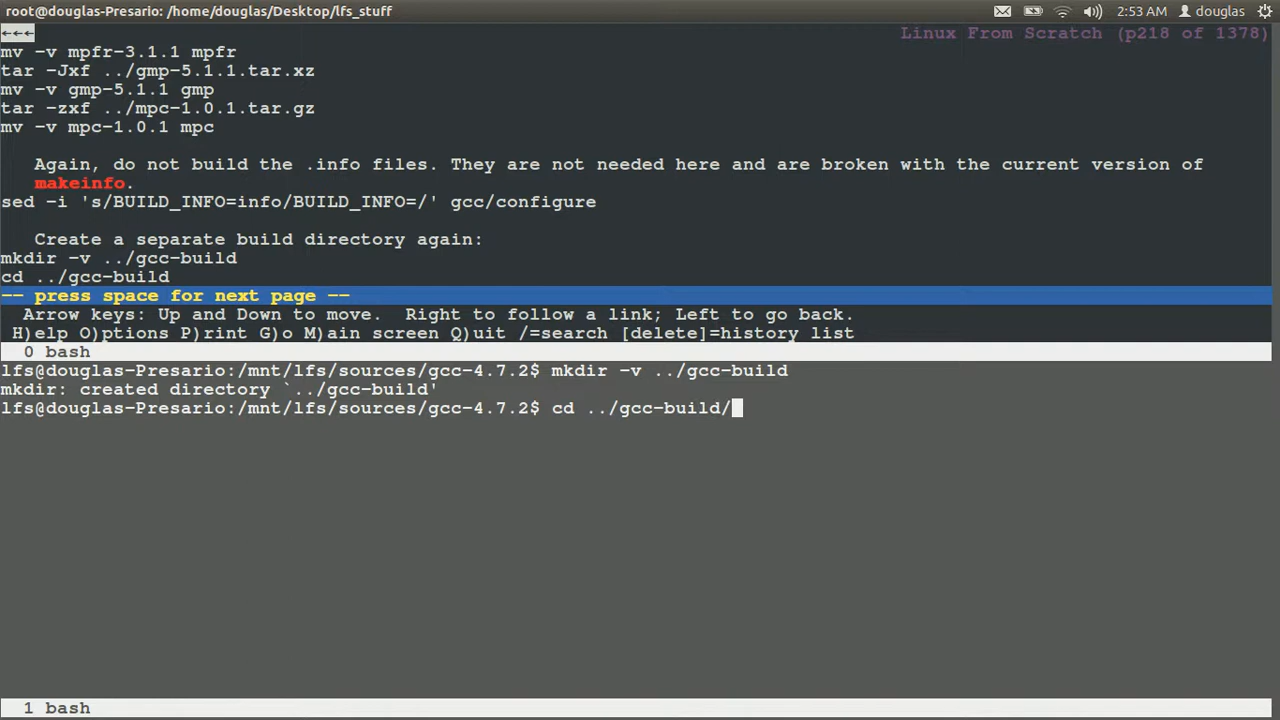 root@douglas-Presario: /home/douglas/Desktop/lfs_stuff 2:53 AM douglas
←←← Linux From Scratch (p218 of 1378)
mv -v mpfr-3.1.1 mpfr
tar -Jxf ../gmp-5.1.1.tar.xz
mv -v gmp-5.1.1 gmp
tar -zxf ../mpc-1.0.1.tar.gz
mv -v mpc-1.0.1 mpc
Again, do not build the .info files. They are not needed here and are broken with the current version of
makeinfo.
sed -i 's/BUILD_INFO=info/BUILD_INFO=/' gcc/configure
Create a separate build directory again:
mkdir -v ../gcc-build
cd ../gcc-build
-- press space for next page --
Arrow keys: Up and Down to move.  Right to follow a link; Left to go back.
H)elp O)ptions P)rint G)o M)ain screen Q)uit /=search [delete]=history list
0 bash
lfs@douglas-Presario:/mnt/lfs/sources/gcc-4.7.2$ mkdir -v ../gcc-build
mkdir: created directory `../gcc-build'
lfs@douglas-Presario:/mnt/lfs/sources/gcc-4.7.2$ cd ../gcc-build/
1 bash